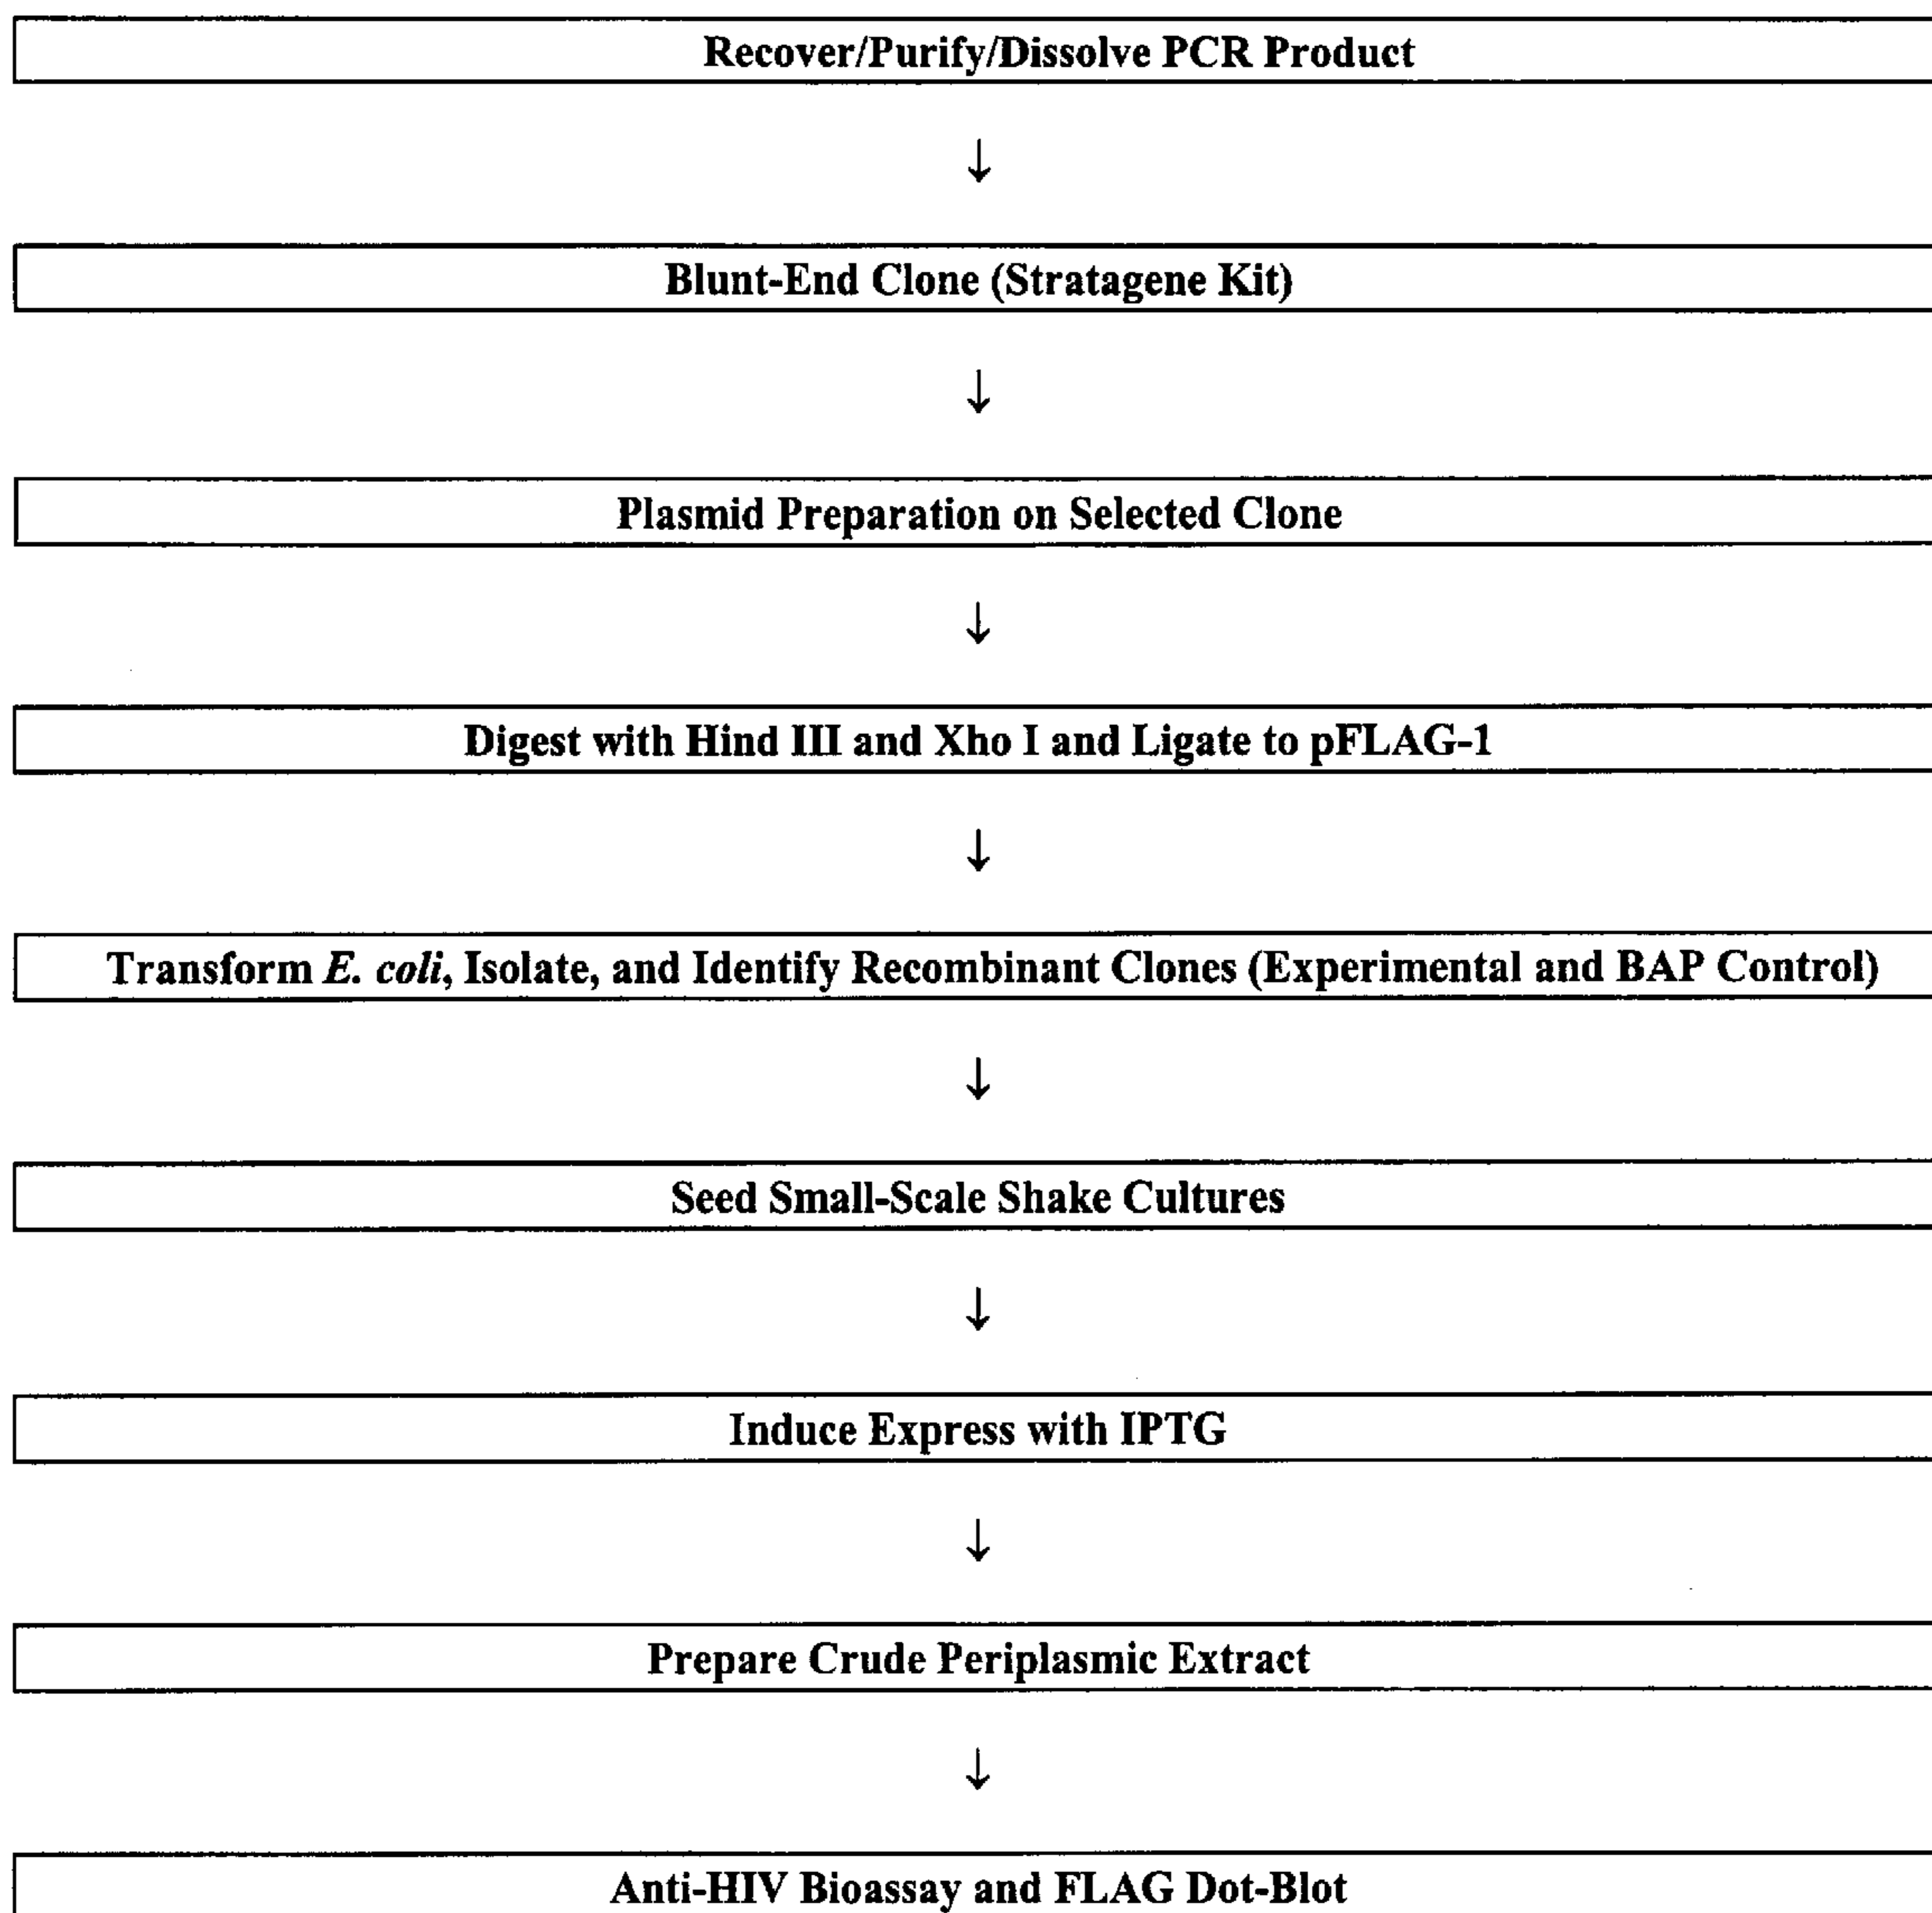 Recover/Purify/Dissolve PCR Product
↓
Blunt-End Clone (Stratagene Kit)
↓
Plasmid Preparation on Selected Clone
↓
Digest with Hind III and Xho I and Ligate to pFLAG-1
↓
Transform E. coli, Isolate, and Identify Recombinant Clones (Experimental and BAP Control)
↓
Seed Small-Scale Shake Cultures
↓
Induce Express with IPTG
↓
Prepare Crude Periplasmic Extract
↓
Anti-HIV Bioassay and FLAG Dot-Blot